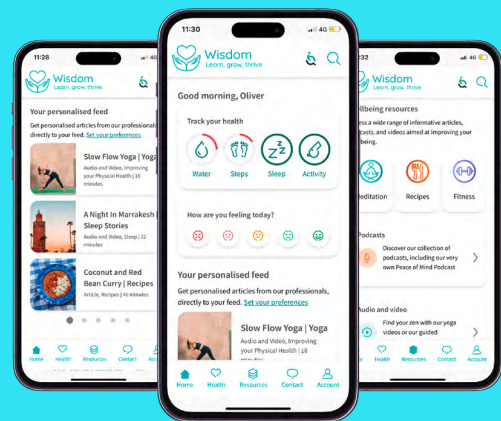 11:28
4G
Wisdom
Learn, grow, thrive
Your personalised feed
Get personalised articles from our professionals,
directly to your feed. Set your preferences
Slow Flow Yoga | Yoga
Audio and Video, Improving
your Physical Health | 18
minutes
A Night in Marrakesh |
Sleep Stories
Audio and Video, Sleep | 22
minutes
Coconut and Red
Bean Curry | Recipes
Article, Recipes | 40 minutes
Home Health Resources Contact
11:30
4G
Wisdom
Learn, grow, thrive
Good morning, Oliver
Track your health
Water Steps Sleep Activity
How are you feeling today?
Your personalised feed
Get personalised articles from our professionals,
directly to your feed. Set your preferences
Slow Flow Yoga | Yoga
Audio and Video, Improving
your Physical Health | 18
minutes
Home Health Resources Contact Account
:32
4G
Wisdom
Learn, grow, thrive
llbeing resources
ess a wide range of informative articles,
casts, and videos aimed at improving your
being.
editation Recipes Fitness
Podcasts
Discover our collection of
podcasts, including our very
own Peace of Mind Podcast
Audio and video
Find your zen with our yoga
videos or our guided
Health Resources Contact Account